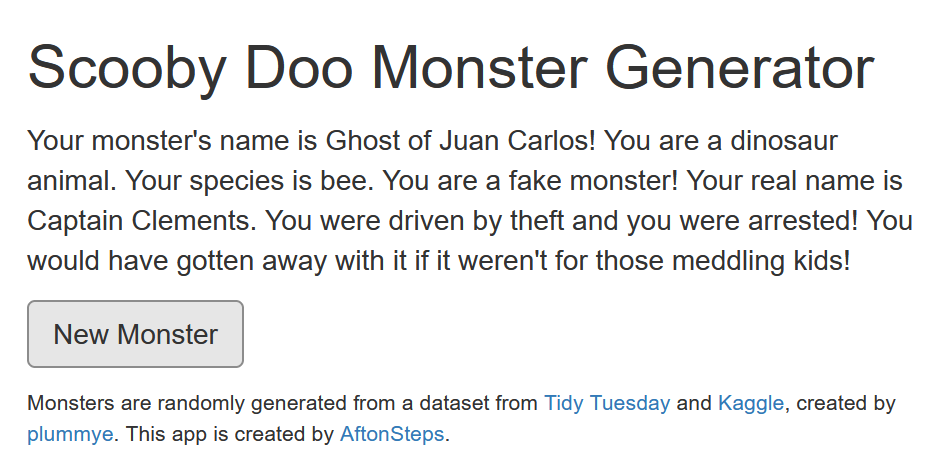 Scooby Doo Monster Generator
Your monster's name is Ghost of Juan Carlos! You are a dinosaur
animal. Your species is bee. You are a fake monster! Your real name is
Captain Clements. You were driven by theft and you were arrested! You
would have gotten away with it if it weren't for those meddling kids!
New Monster
Monsters are randomly generated from a dataset from Tidy Tuesday and Kaggle, created by
plummye. This app is created by AftonSteps.